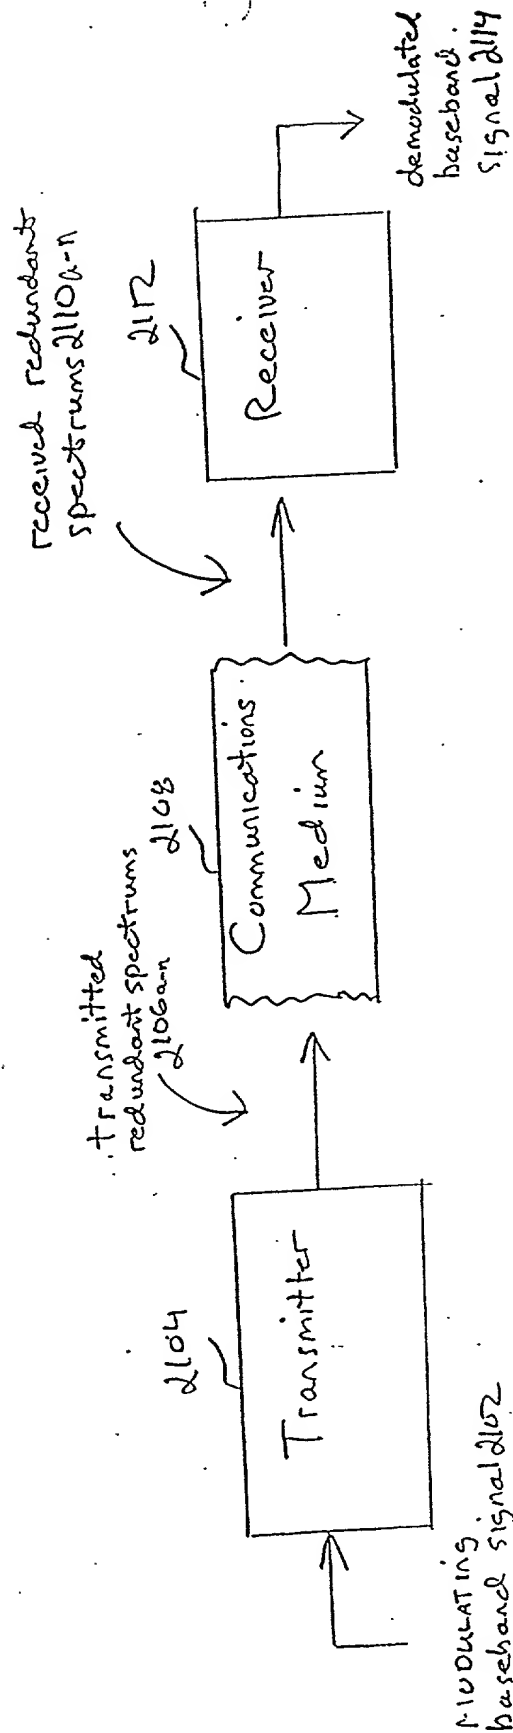 MODULATING
baseband signal 2102
2104
Transmitter
transmitted
redundant spectrums
2106a-n
2108
Communications
Medium
received redundant
spectrums 2110a-n
2112
Receiver
demodulated
baseband.
signal 2114